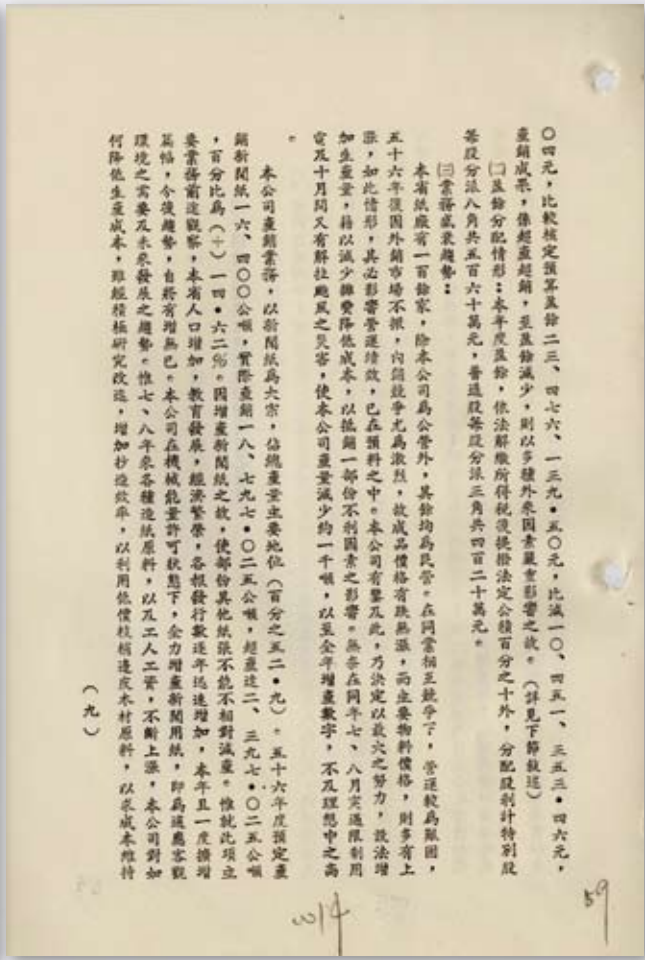 〇四元，比較核定預算盈餘二三、四七六、一三九・五〇元，比減一〇、四五一、三五三・四六元，
產銷成果，係超產超銷，至盈餘減少，則以多種外來因素嚴重影響之故。（詳見下節敘述）
㈡盈餘分配情形：本年度盈餘，依法解繳所得稅後提撥法定公積百分之十外，分配股利計特別股
每股分派八角共五百六十萬元，普通股每股分派三角共四百二十萬元。
㈢業務盛衰趨勢：
本省紙廠有一百餘家，除本公司為公營外，其餘均為民營。在同業相互競爭下，營運較為艱困，
五十六年復因外銷市場不振，內銷競爭尤為激烈，故成品價格有跌無漲，而主要物料價格，則多有上
漲，如此情形，其必影響營運績效，已在預料之中。本公司有鑒及此，乃決定以最大之努力，設法增
加生產量，藉以減少攤費降低成本，以抵銷一部份不利因素之影響。無奈在同年七、八月突遇限制用
電及十月間又有解拉颱風之災害，使本公司產量減少約一千噸，以至全年增產數字，不及理想中之高
。
本公司產銷業務，以新聞紙為大宗，佔總產量主要地位（百分之五二・九）。五十六年度預定產
銷新聞紙一六、四〇〇公噸，實際產銷一八、七九七・〇二五公噸，超產達二、三九七・〇二五公噸
，百分比為（＋）一四・六二％。因增產新聞紙之故，使部份其他紙張不能不相對減產。惟就此項主
要業務前途觀察，本省人口增加，教育發展，經濟繁榮，各報發行數逐年迅速增加，本年且一度擴增
篇幅，今後趨勢，自將有增無已。本公司在機械能量許可狀態下，全力增產新聞用紙，即為適應客觀
環境之需要及未來發展之趨勢。惟七、八年來各種造紙原料，以及工人工資，不斷上漲，本公司對如
何降低生產成本，雖經積極研究改進，增加抄造效率，以利用低價枝梢邊皮木材原料，以求成本維持
（九）
0014
59